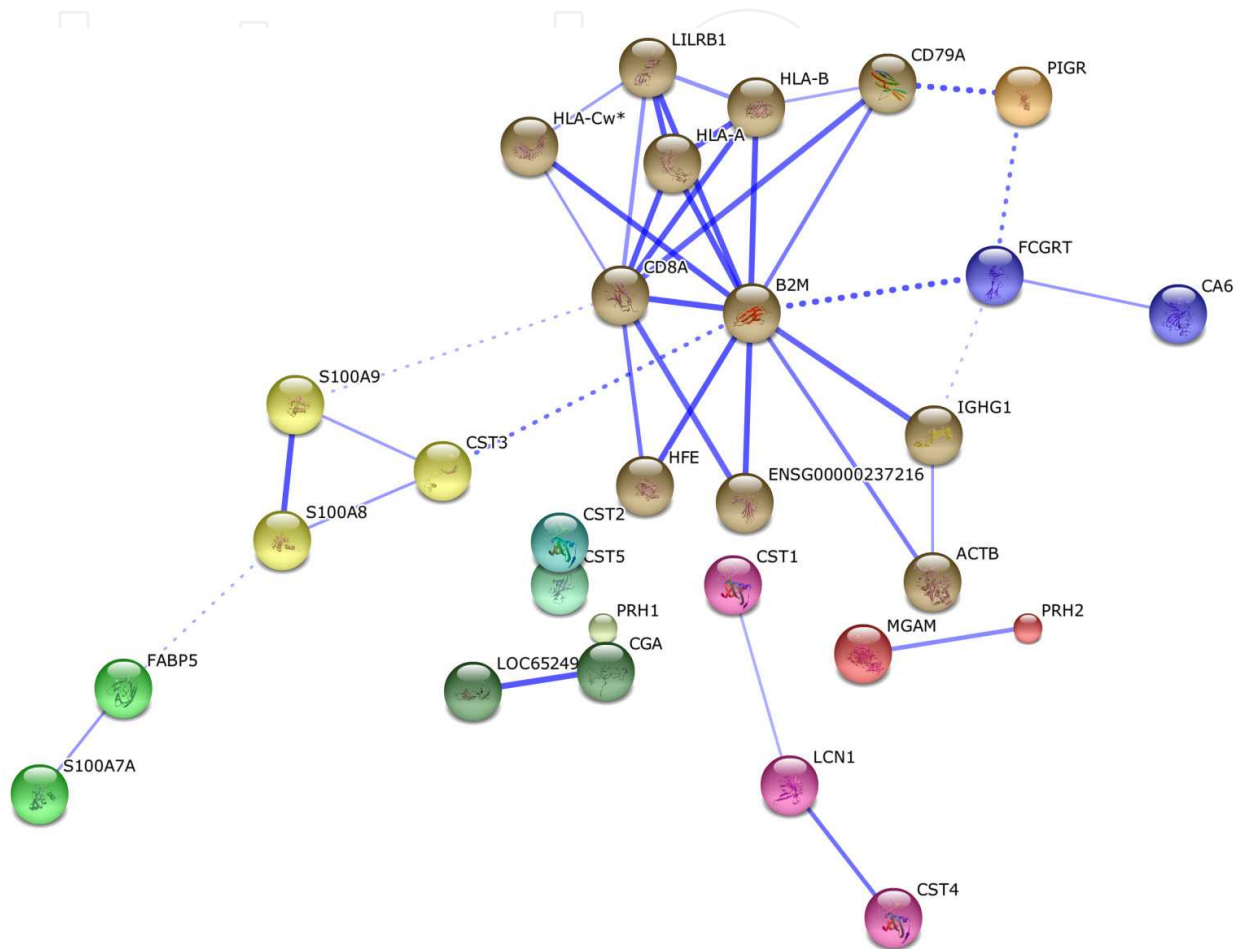 LILRB1
CD79A
HLA-B
PIGR
HLA-Cw*
HLA-A
FCGRT
CD8A
B2M
CA6
S100A9
IGHG1
CST3
HFE
ENSG00000237216
S100A8
CST2
CST5
CST1
ACTB
PRH1
PRH2
MGAM
CGA
FABP5
LOC65249
S100A7A
LCN1
CST4